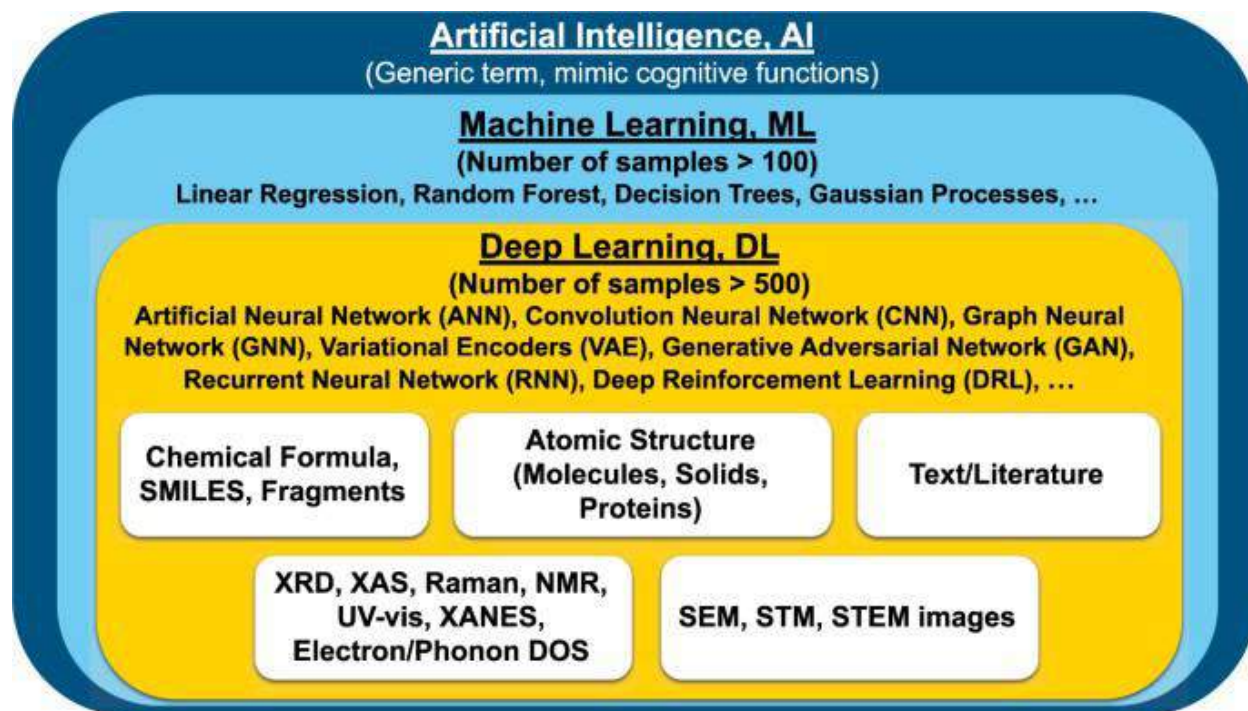 Artificial Intelligence, AI
(Generic term, mimic cognitive functions)
Machine Learning, ML
(Number of samples > 100)
Linear Regression, Random Forest, Decision Trees, Gaussian Processes, …
Deep Learning, DL
(Number of samples > 500)
Artificial Neural Network (ANN), Convolution Neural Network (CNN), Graph Neural
Network (GNN), Variational Encoders (VAE), Generative Adversarial Network (GAN),
Recurrent Neural Network (RNN), Deep Reinforcement Learning (DRL), …
Chemical Formula,
SMILES, Fragments
Atomic Structure
(Molecules, Solids,
Proteins)
Text/Literature
XRD, XAS, Raman, NMR,
UV-vis, XANES,
Electron/Phonon DOS
SEM, STM, STEM images